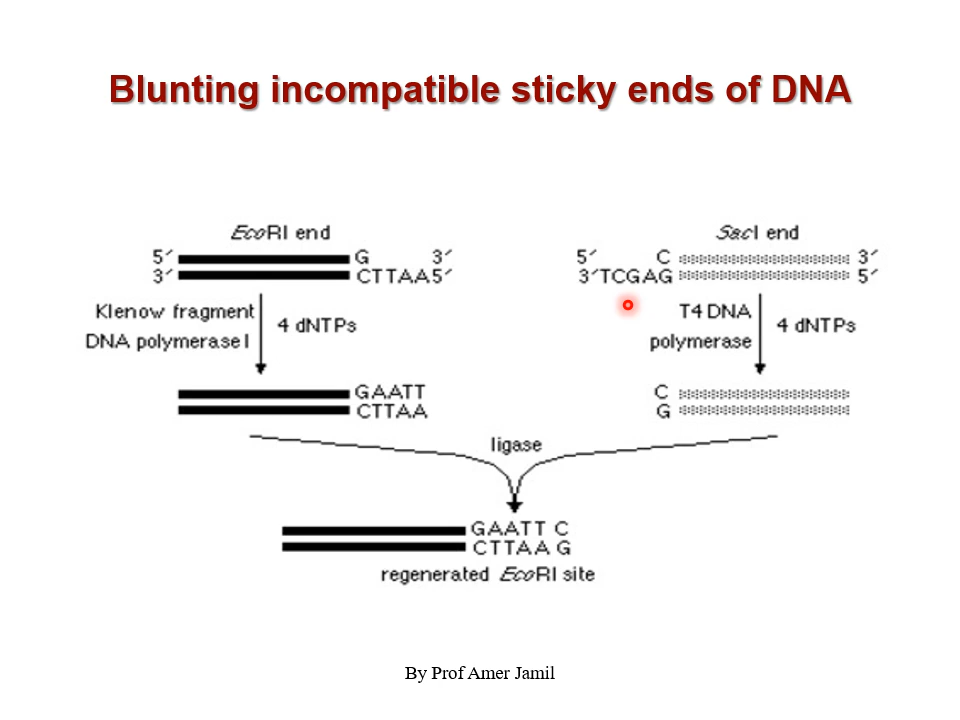 Blunting incompatible sticky ends of DNA
EcoRI end
5′ G 3′
3′ CTTAA5′
Klenow fragment
DNA polymerase I
4 dNTPs
GAATT
CTTAA
SacI end
5′ C 3′
3′TCGAG 5′
T4 DNA
polymerase
4 dNTPs
C
G
ligase
GAATT C
CTTAA G
regenerated EcoRI site
By Prof Amer Jamil